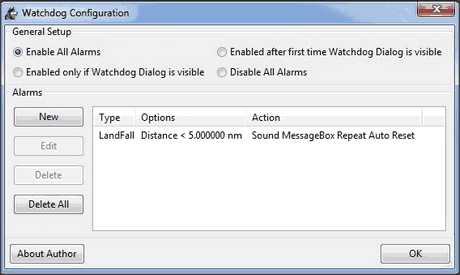 Watchdog Configuration
General Setup
Enable All Alarms
Enabled after first time Watchdog Dialog is visible
Enabled only if Watchdog Dialog is visible
Disable All Alarms
Alarms
New
Edit
Delete
Delete All
Type Options Action
LandFall Distance < 5.000000 nm Sound MessageBox Repeat Auto Reset
About Author
OK